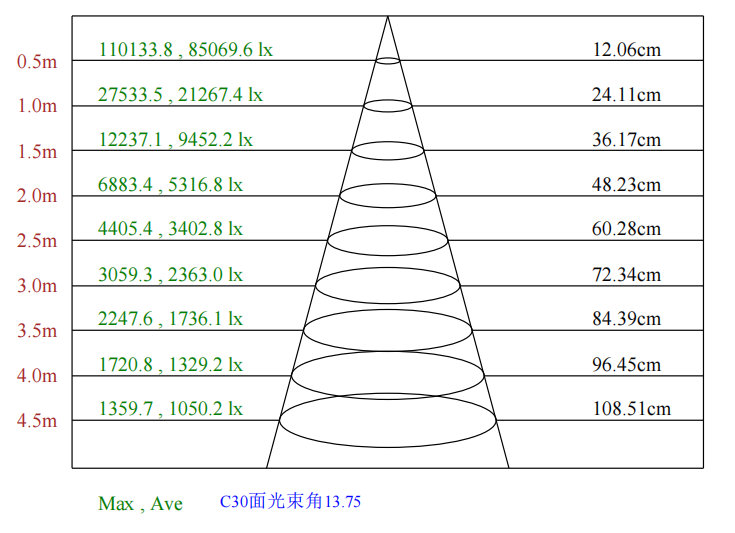 110133.8 , 85069.6 lx 12.06cm
0.5m
27533.5 , 21267.4 lx 24.11cm
1.0m
12237.1 , 9452.2 lx 36.17cm
1.5m
6883.4 , 5316.8 lx 48.23cm
2.0m
4405.4 , 3402.8 lx 60.28cm
2.5m
3059.3 , 2363.0 lx 72.34cm
3.0m
2247.6 , 1736.1 lx 84.39cm
3.5m
1720.8 , 1329.2 lx 96.45cm
4.0m
1359.7 , 1050.2 lx 108.51cm
4.5m
Max , Ave C30面光束角13.75